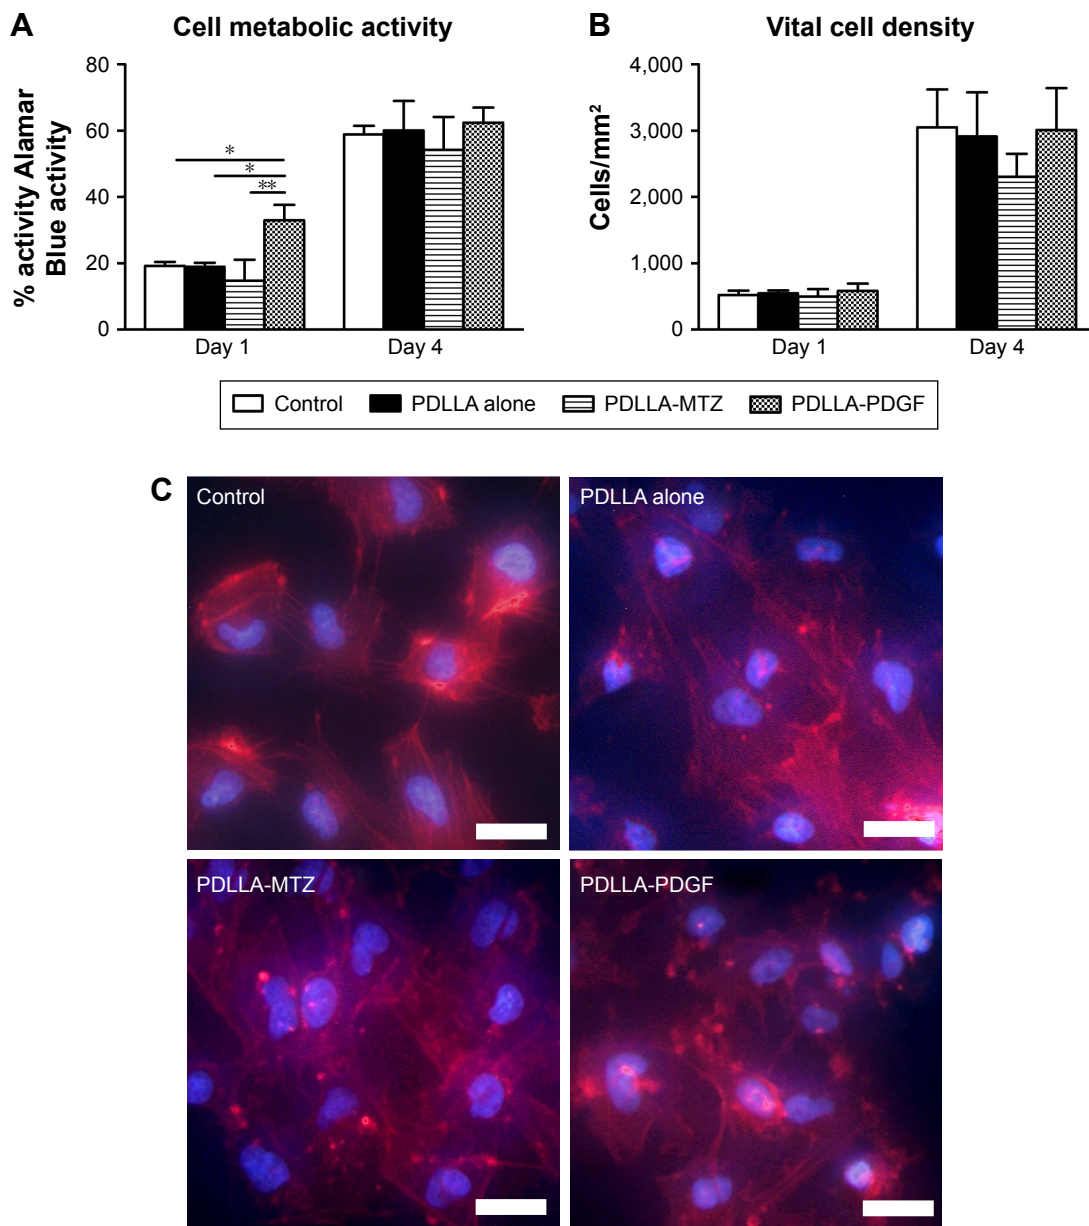 A
Cell metabolic activity
% activity Alamar
Blue activity
80
60
40
20
0
*
*
**
Day 1
Day 4
B
Vital cell density
Cells/mm²
4,000
3,000
2,000
1,000
0
Day 1
Day 4
Control
PDLLA alone
PDLLA-MTZ
PDLLA-PDGF
C
Control
PDLLA alone
PDLLA-MTZ
PDLLA-PDGF